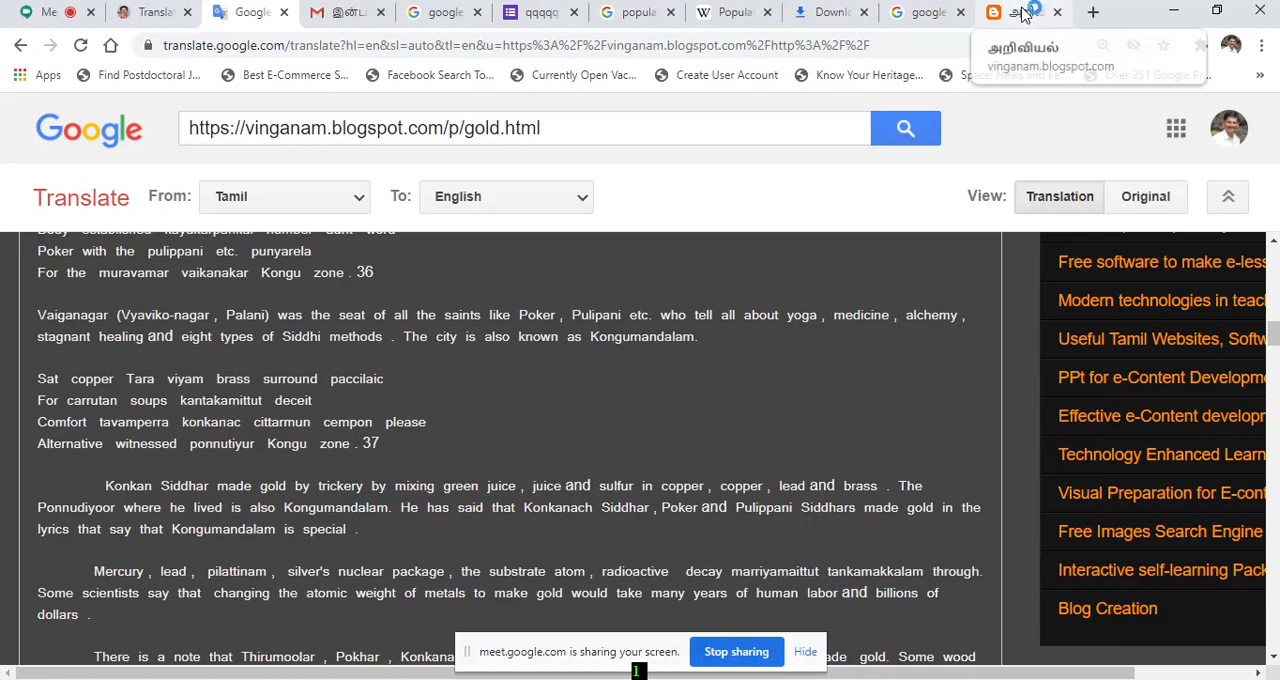 Me
Transla
Google
இண்ட
google
qqqqq
popula
Popula
Downlo
google
translate.google.com/translate?hl=en&sl=auto&tl=en&u=https%3A%2F%2Fvinganam.blogspot.com%2Fhttp%3A%2F%2F
அறிவியல்
vinganam.blogspot.com
Apps
Find Postdoctoral J...
Best E-Commerce S...
Facebook Search To...
Currently Open Vac...
Create User Account
Know Your Heritage...
Space: News and Fe...
Over 251 Google Pr...
Google
https://vinganam.blogspot.com/p/gold.html
Translate From: Tamil To: English View: Translation Original
Poker with the pulippani etc. punyarela
For the muravamar vaikanakar Kongu zone . 36
Vaiganagar (Vyaviko-nagar , Palani) was the seat of all the saints like Poker , Pulipani etc. who tell all about yoga , medicine , alchemy ,
stagnant healing and eight types of Siddhi methods . The city is also known as Kongumandalam.
Sat copper Tara viyam brass surround paccilaic
For carrutan soups kantakamittut deceit
Comfort tavamperra konkanac cittarmun cempon please
Alternative witnessed ponnutiyur Kongu zone . 37
Konkan Siddhar made gold by trickery by mixing green juice , juice and sulfur in copper , copper , lead and brass . The
Ponnudiyoor where he lived is also Kongumandalam. He has said that Konkanach Siddhar , Poker and Pulippani Siddhars made gold in the
lyrics that say that Kongumandalam is special .
Mercury , lead , pilattinam , silver's nuclear package , the substrate atom , radioactive decay marriyamaittut tankamakkalam through.
Some scientists say that changing the atomic weight of metals to make gold would take many years of human labor and billions of
dollars .
There is a note that Thirumoolar , Pokhar , Konkana
ade gold. Some wood
Free software to make e-less
Modern technologies in teac
Useful Tamil Websites, Softw
PPt for e-Content Developme
Effective e-Content develop
Technology Enhanced Learn
Visual Preparation for E-cont
Free Images Search Engine
Interactive self-learning Pack
Blog Creation
meet.google.com is sharing your screen. Stop sharing Hide
1